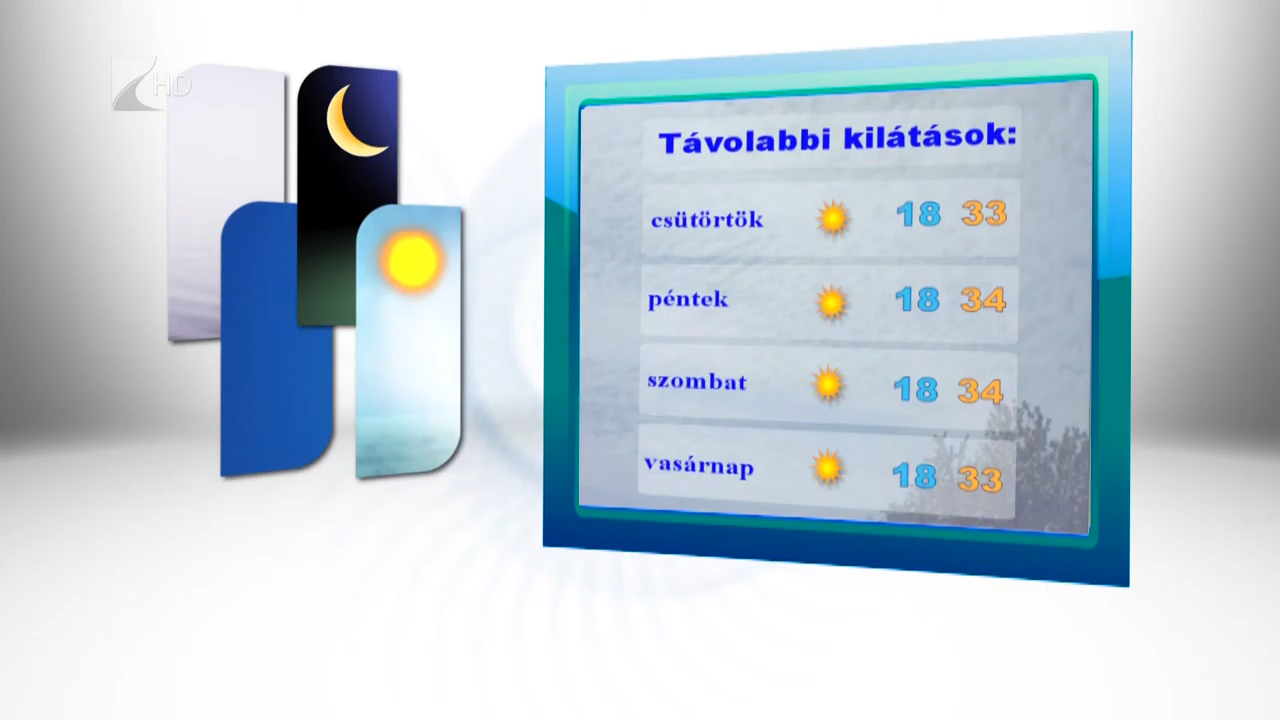 HD
Távolabbi kilátások:
csütörtök 18 33
péntek 18 34
szombat 18 34
vasárnap 18 33